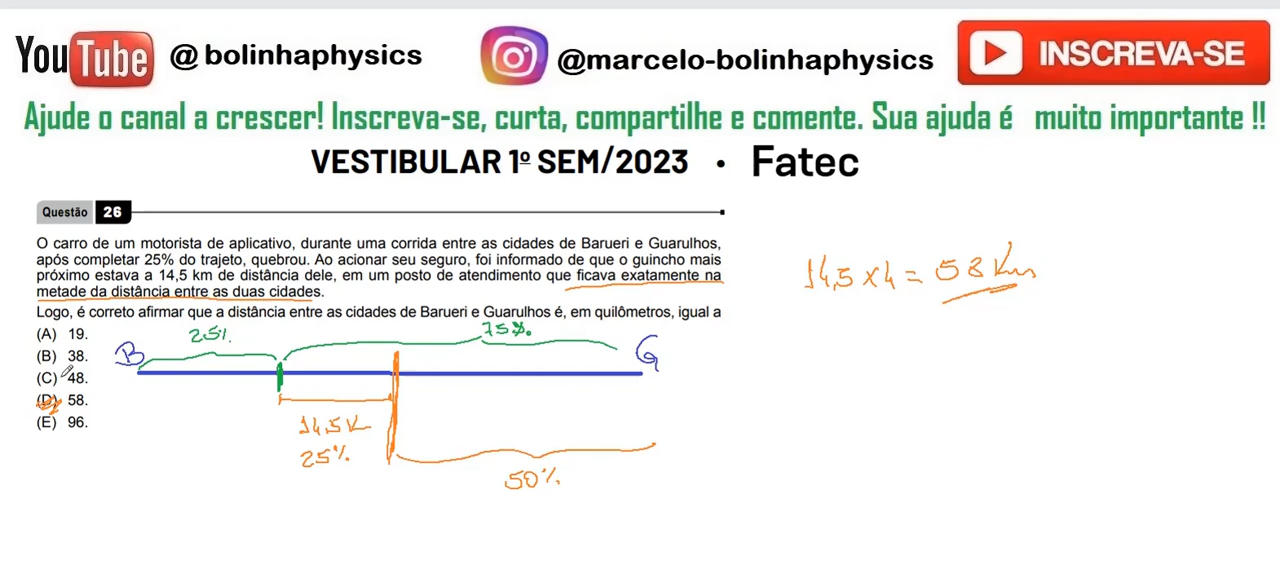 YouTube @ bolinhaphysics @marcelo-bolinhaphysics INSCREVA-SE
Ajude o canal a crescer! Inscreva-se, curta, compartilhe e comente. Sua ajuda é muito importante !!
VESTIBULAR 1º SEM/2023 • Fatec
Questão 26
O carro de um motorista de aplicativo, durante uma corrida entre as cidades de Barueri e Guarulhos,
após completar 25% do trajeto, quebrou. Ao acionar seu seguro, foi informado de que o guincho mais
próximo estava a 14,5 km de distância dele, em um posto de atendimento que ficava exatamente na
metade da distância entre as duas cidades.
Logo, é correto afirmar que a distância entre as cidades de Barueri e Guarulhos é, em quilômetros, igual a
(A) 19.
(B) 38.
(C) 48.
(D) 58.
(E) 96.
25% 75%.
B G
14,5 K
25%
50%
14,5 x 4 = 58 Km